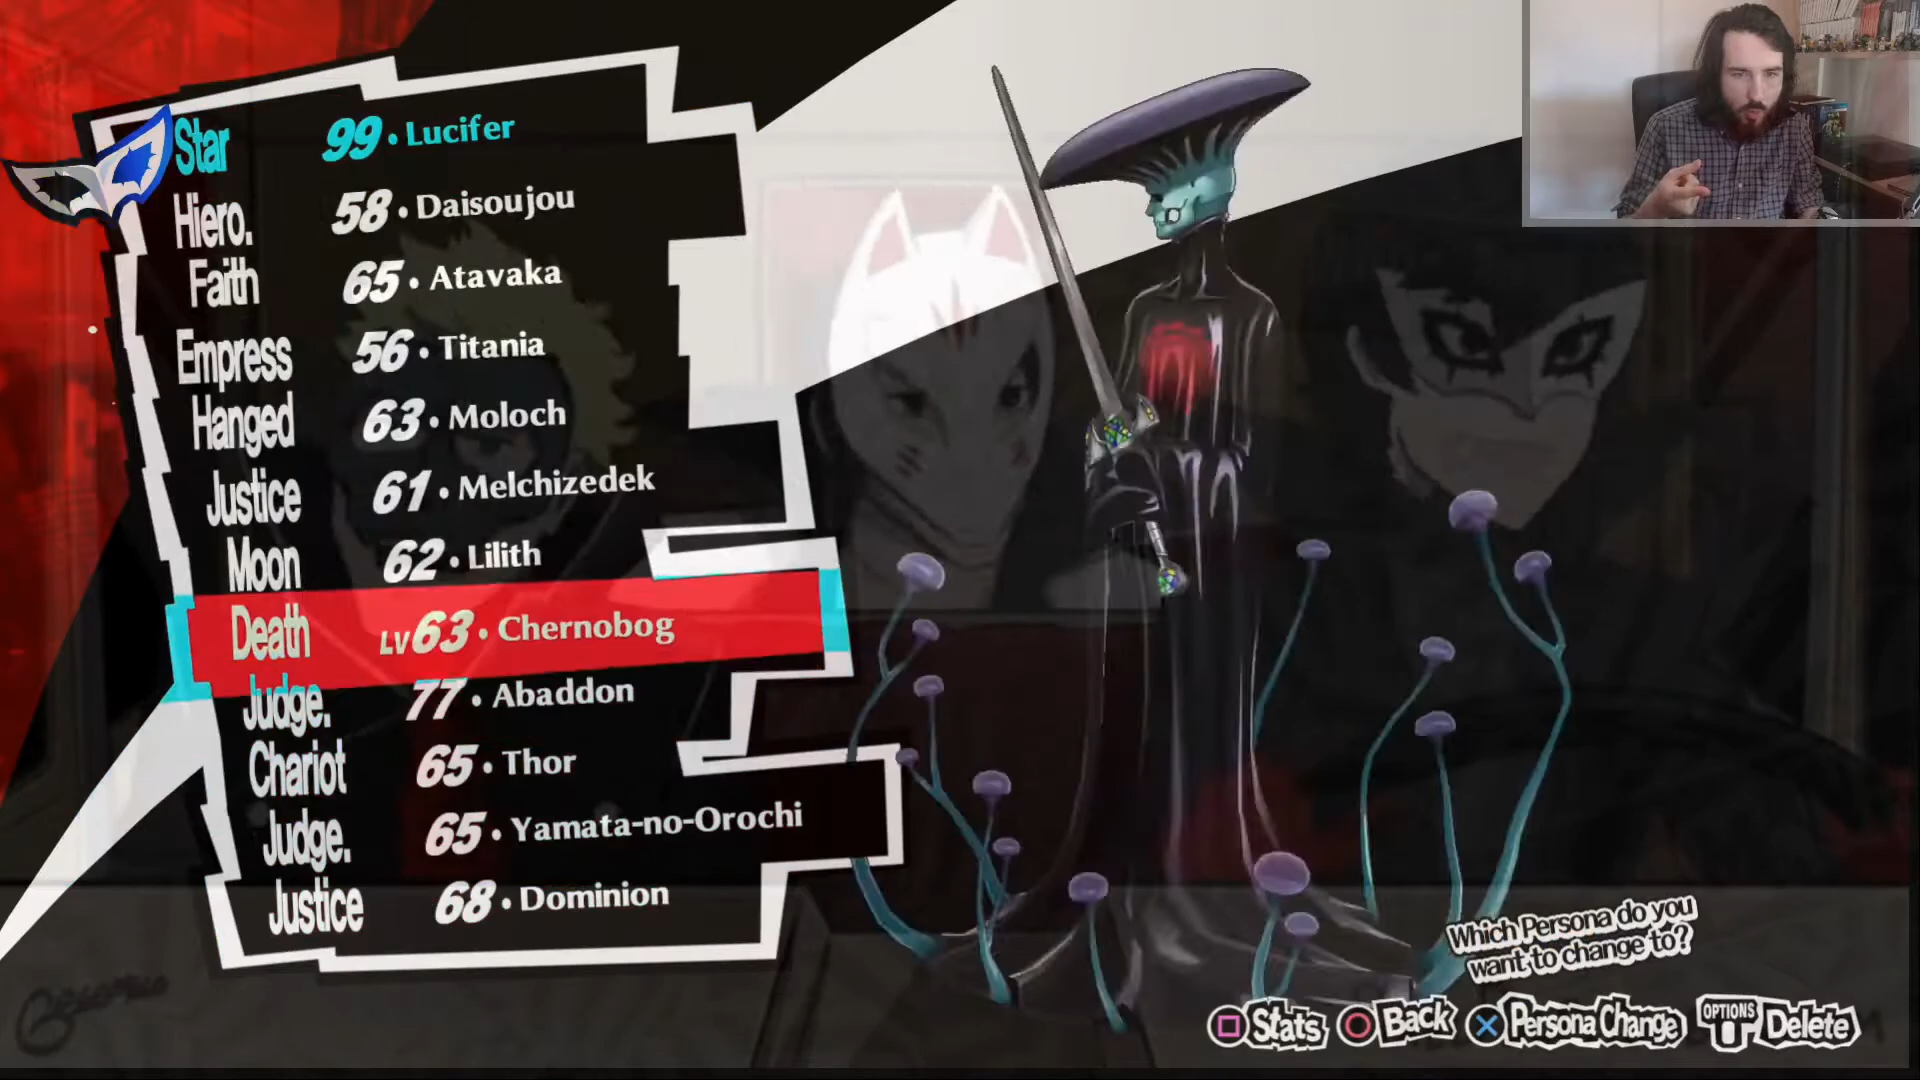 Star 99 • Lucifer
Hiero. 58 • Daisoujou
Faith 65 • Atavaka
Empress 56 • Titania
Hanged 63 • Moloch
Justice 61 • Melchizedek
Moon 62 • Lilith
Death LV63 • Chernobog
Judge. 77 • Abaddon
Chariot 65 • Thor
Judge. 65 • Yamata-no-Orochi
Justice 68 • Dominion
Which Persona do you
want to change to?
Stats Back Persona Change OPTIONS Delete